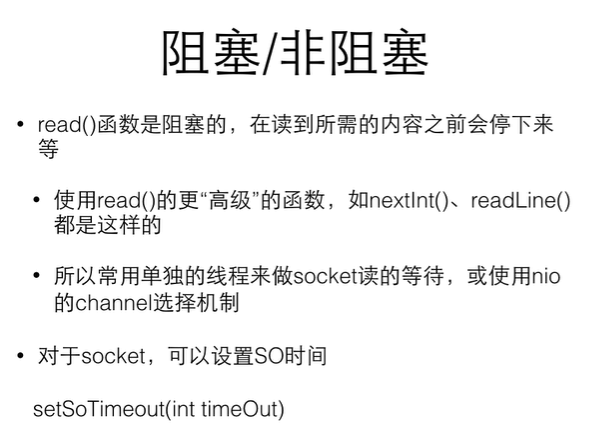 阻塞/非阻塞
• read()函数是阻塞的，在读到所需的内容之前会停下来
等
• 使用read()的更“高级”的函数，如nextInt()、readLine()
都是这样的
• 所以常用单独的线程来做socket读的等待，或使用nio
的channel选择机制
• 对于socket，可以设置SO时间
setSoTimeout(int timeOut)